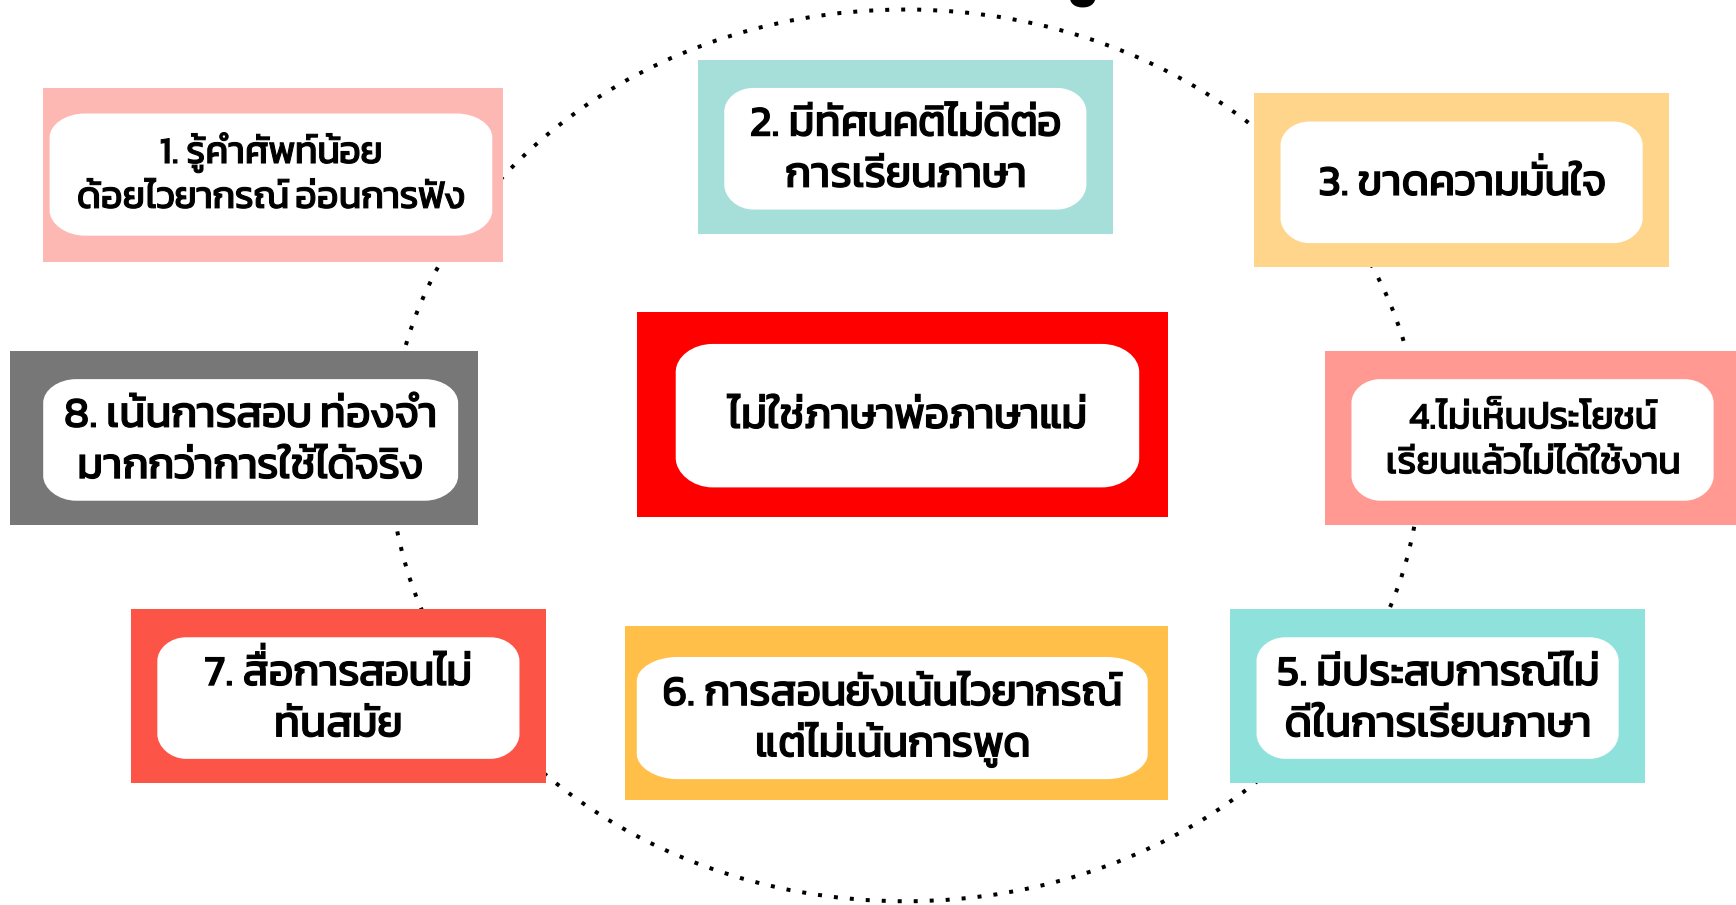 1. รู้คำศัพท์น้อย
ด้อยไวยากรณ์ อ่อนการฟัง
2. มีทัศนคติไม่ดีต่อ
การเรียนภาษา
3. ขาดความมั่นใจ
ไม่ใช่ภาษาพ่อภาษาแม่
4.ไม่เห็นประโยชน์
เรียนแล้วไม่ได้ใช้งาน
5. มีประสบการณ์ไม่
ดีในการเรียนภาษา
6. การสอนยังเน้นไวยากรณ์
แต่ไม่เน้นการพูด
7. สื่อการสอนไม่
ทันสมัย
8. เน้นการสอบ ท่องจำ
มากกว่าการใช้ได้จริง